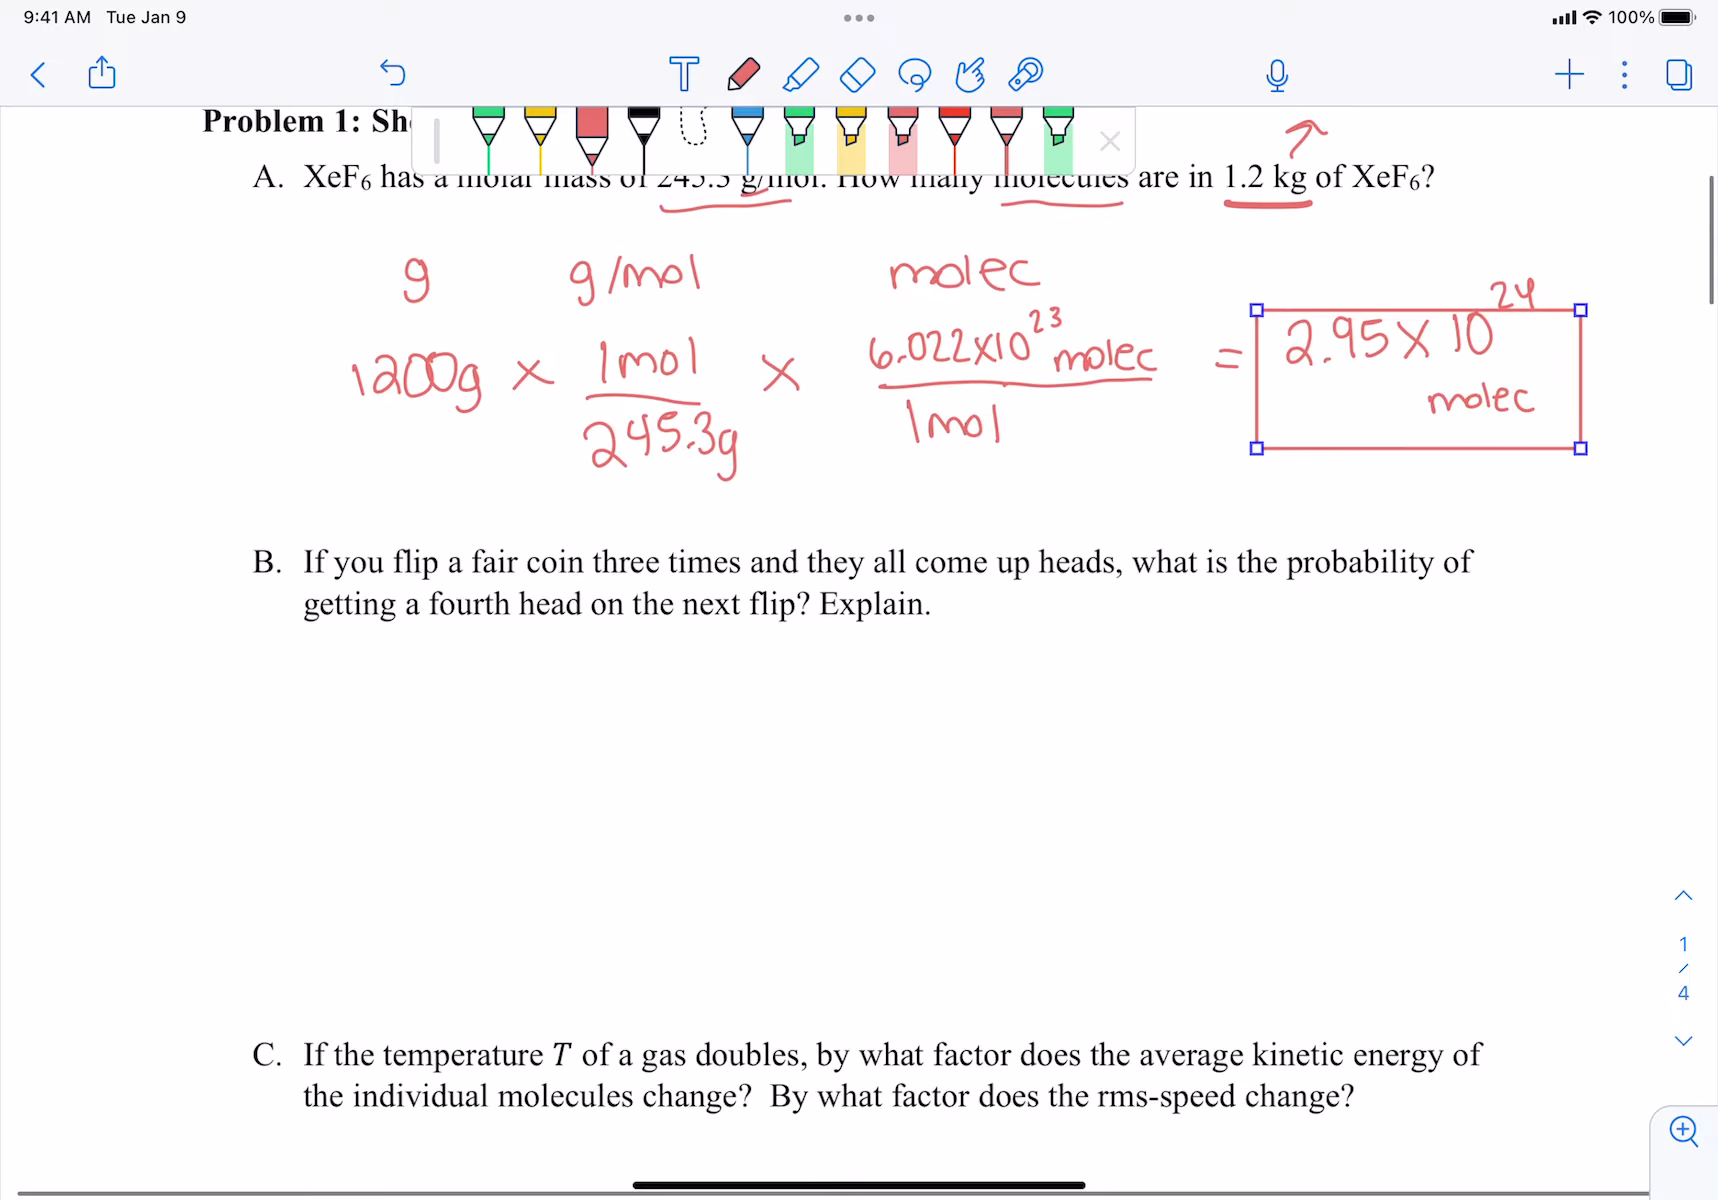 9:41 AM Tue Jan 9
100%
Problem 1: Sh
A. XeF₆ has a molar mass of 245.3 g/mol. How many molecules are in 1.2 kg of XeF₆?
g g/mol molec
1200g × 1mol / 245.3g × 6.022×10²³ molec / 1mol = 2.95×10²⁴ molec
B. If you flip a fair coin three times and they all come up heads, what is the probability of
getting a fourth head on the next flip? Explain.
C. If the temperature T of a gas doubles, by what factor does the average kinetic energy of
the individual molecules change? By what factor does the rms-speed change?
1
/
4